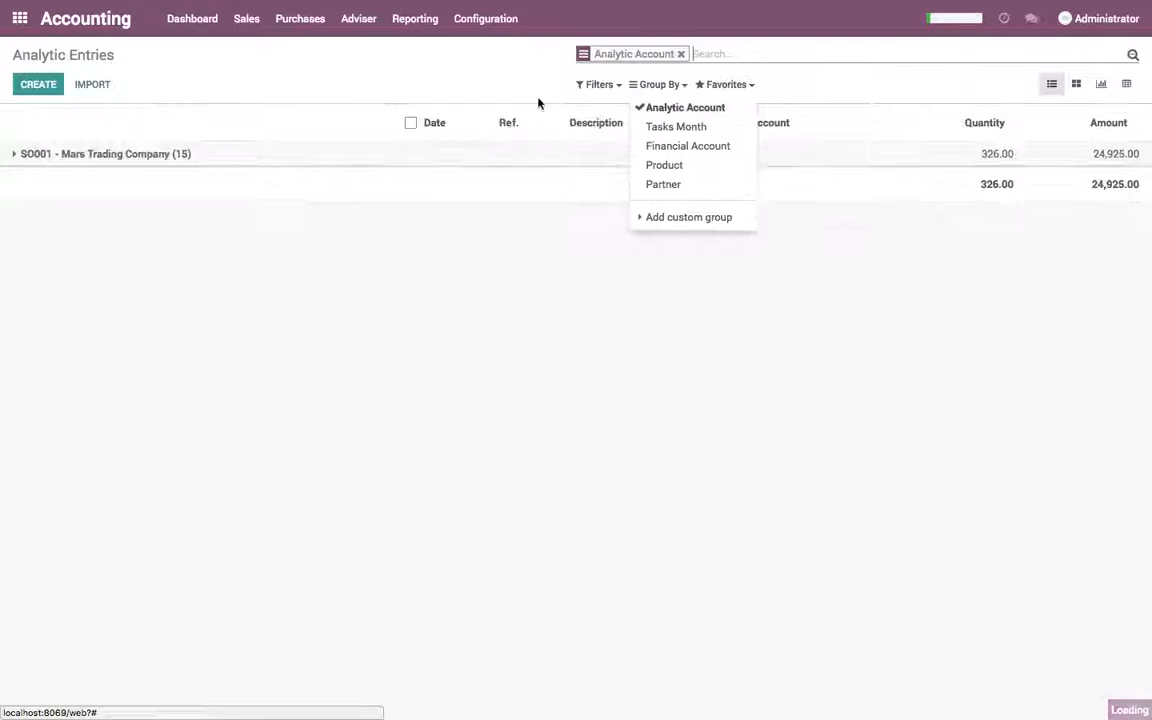 Accounting Dashboard Sales Purchases Adviser Reporting Configuration Administrator
Analytic Entries Analytic Account Search...
CREATE IMPORT Filters Group By Favorites
Analytic Account
Date Ref. Description ccount Quantity Amount
Tasks Month
Financial Account
SO001 - Mars Trading Company (15) 326.00 24,925.00
Product
Partner 326.00 24,925.00
Add custom group
localhost:8069/web?# Loading